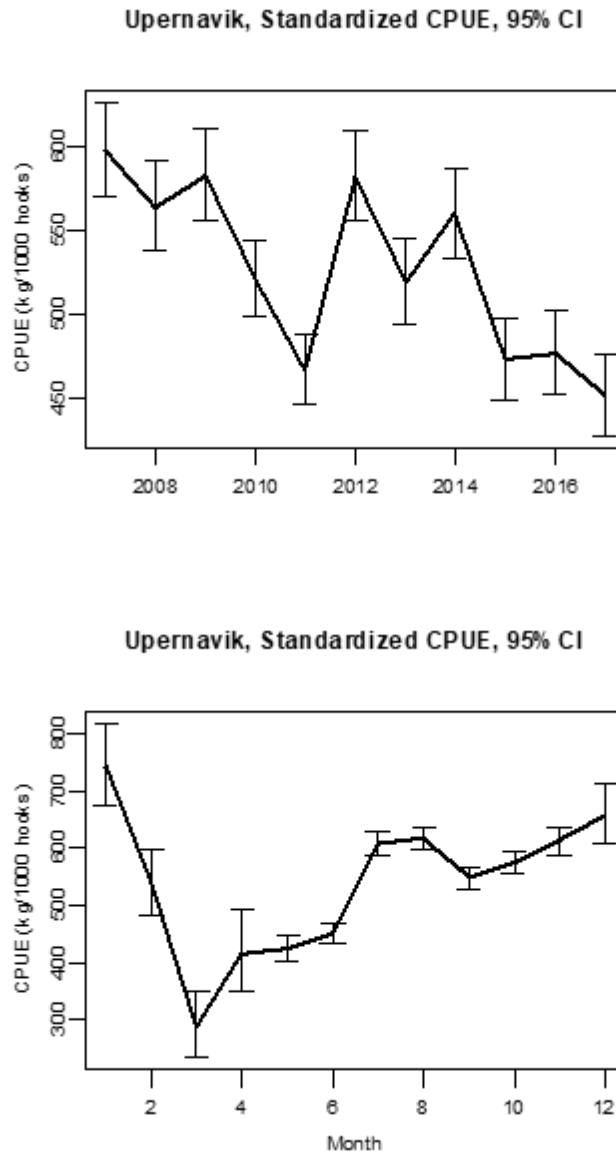 Upernavik, Standardized CPUE, 95% CI
CPUE (kg/1000 hooks)
600
550
500
450
2008 2010 2012 2014 2016
Upernavik, Standardized CPUE, 95% CI
CPUE (kg/1000 hooks)
800
700
600
500
400
300
2 4 6 8 10 12
Month